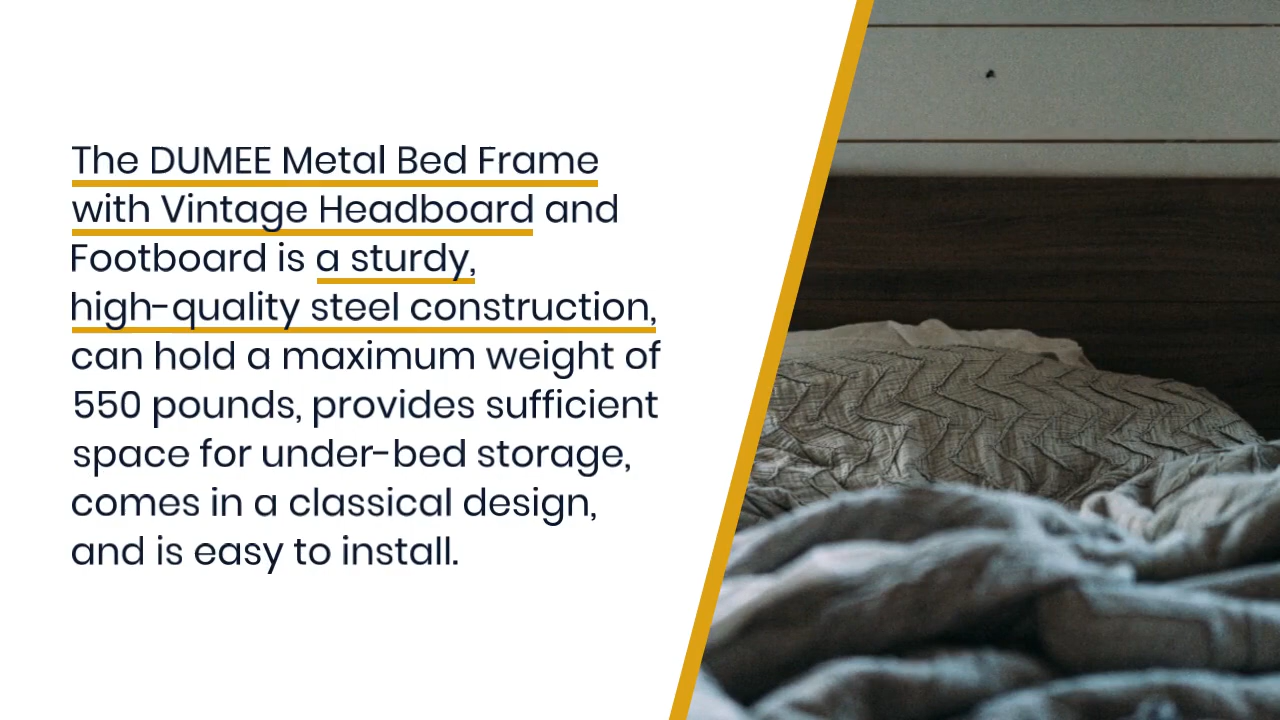 The DUMEE Metal Bed Frame
with Vintage Headboard and
Footboard is a sturdy,
high-quality steel construction,
can hold a maximum weight of
550 pounds, provides sufficient
space for under-bed storage,
comes in a classical design,
and is easy to install.